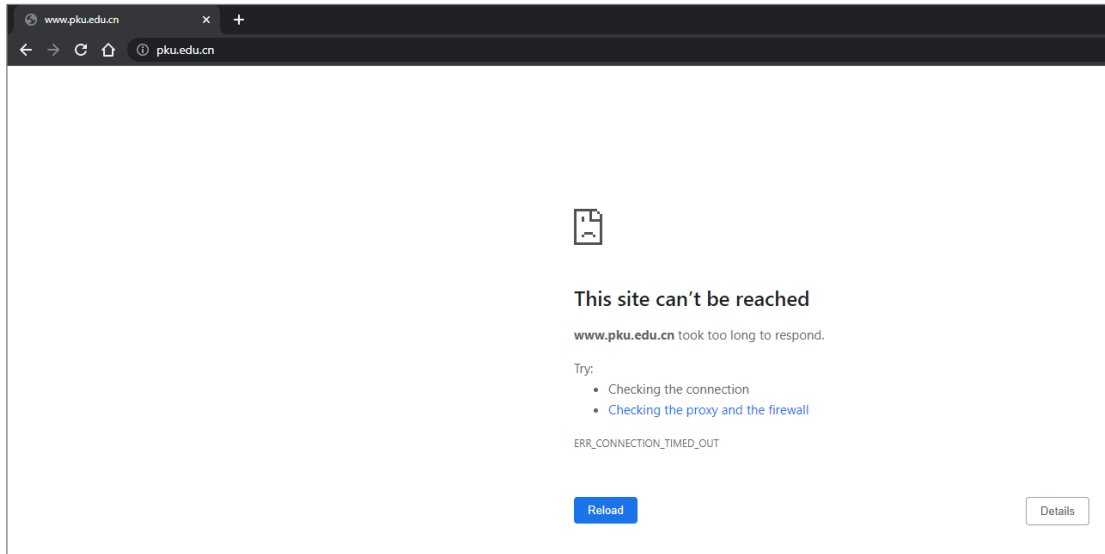 www.pku.edu.cn
pku.edu.cn
This site can’t be reached
www.pku.edu.cn took too long to respond.
Try:
• Checking the connection
• Checking the proxy and the firewall
ERR_CONNECTION_TIMED_OUT
Reload Details